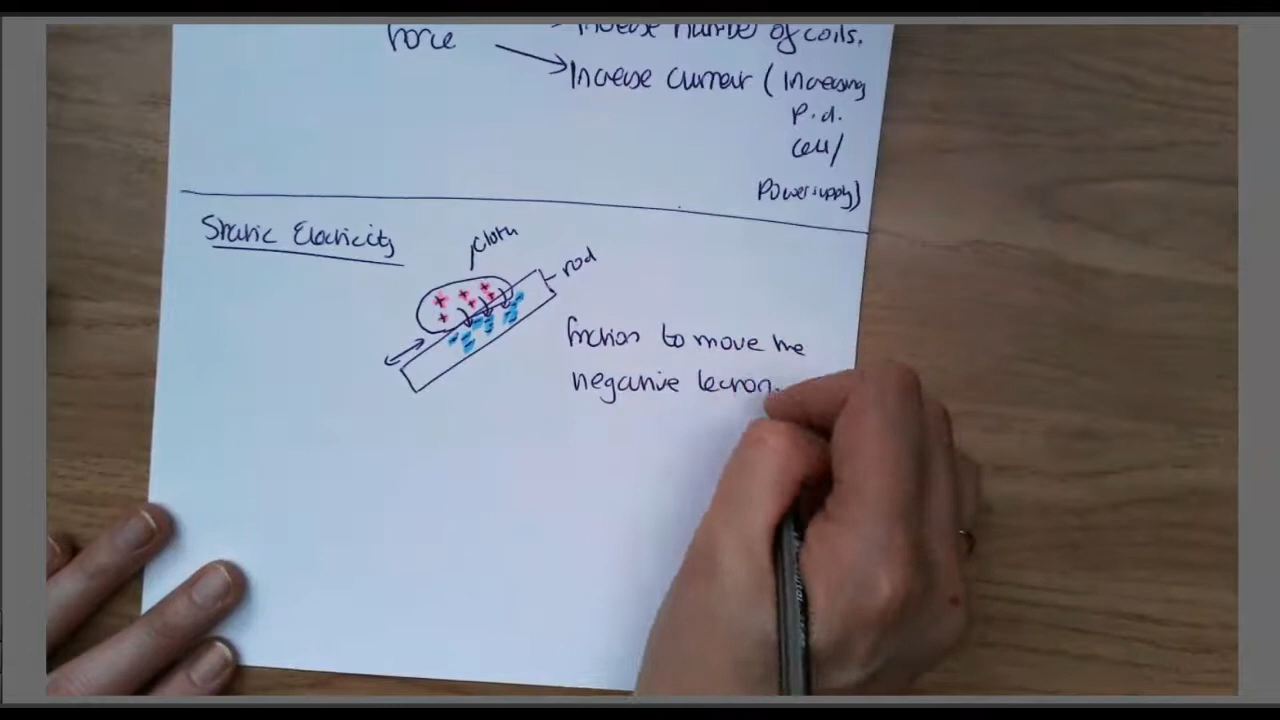 force
Increase number of coils.
Increase current (Increasing
p.d.
cell/
Power supply)
Static Electricity
cloth
rod
friction to move the
negative